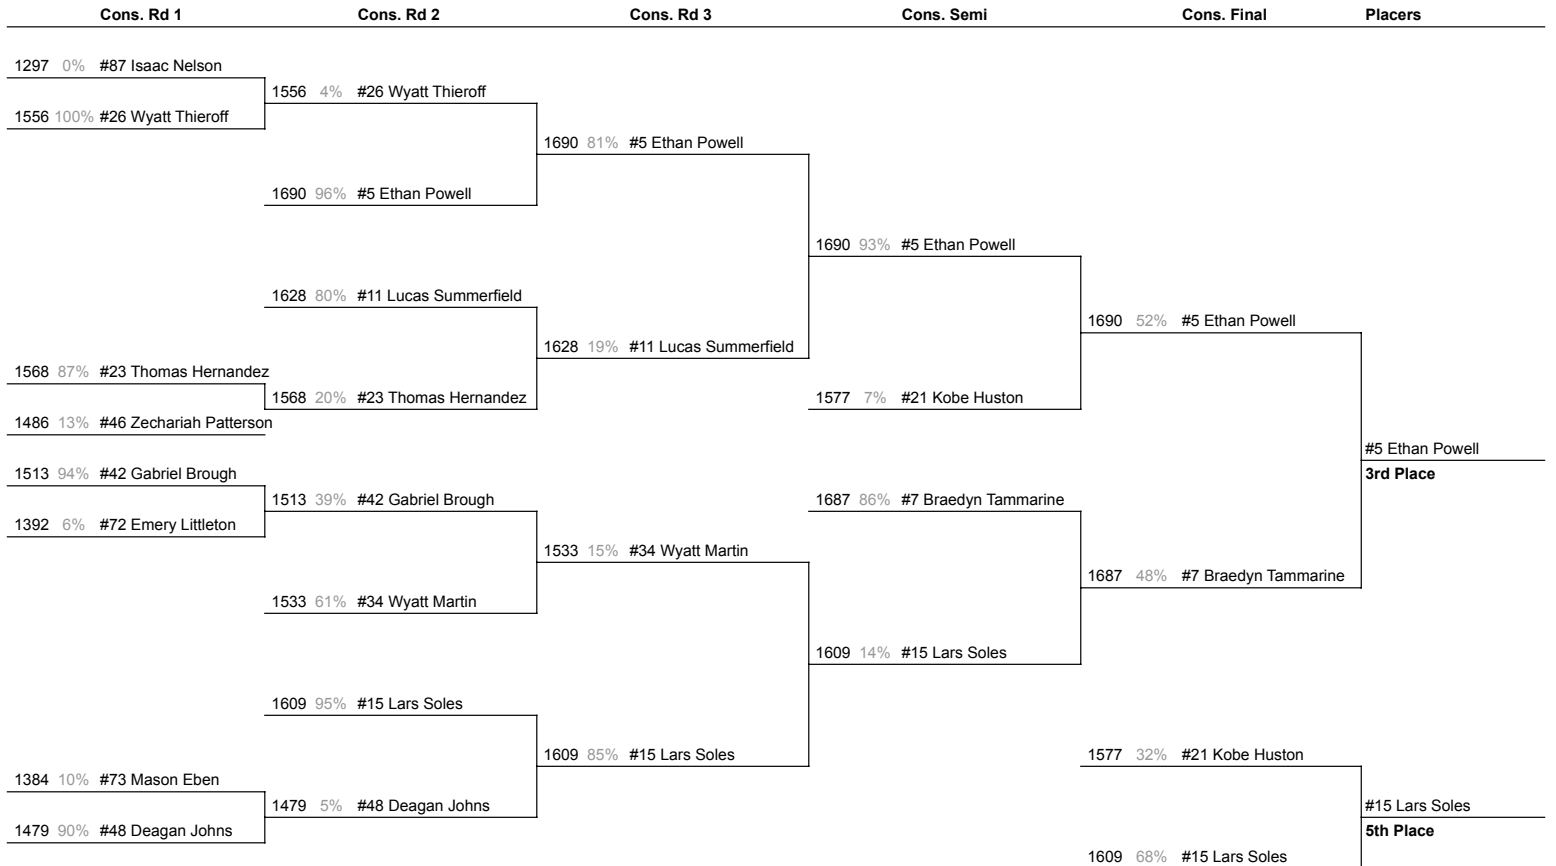 Cons. Rd 1 Cons. Rd 2 Cons. Rd 3 Cons. Semi Cons. Final Placers
1297 0% #87 Isaac Nelson
1556 4% #26 Wyatt Thieroff
1556 100% #26 Wyatt Thieroff
1690 81% #5 Ethan Powell
1690 96% #5 Ethan Powell
1690 93% #5 Ethan Powell
1628 80% #11 Lucas Summerfield
1690 52% #5 Ethan Powell
1628 19% #11 Lucas Summerfield
1568 87% #23 Thomas Hernandez
1568 20% #23 Thomas Hernandez 1577 7% #21 Kobe Huston
1486 13% #46 Zechariah Patterson
#5 Ethan Powell
1513 94% #42 Gabriel Brough 3rd Place
1513 39% #42 Gabriel Brough 1687 86% #7 Braedyn Tammarine
1392 6% #72 Emery Littleton
1533 15% #34 Wyatt Martin
1687 48% #7 Braedyn Tammarine
1533 61% #34 Wyatt Martin
1609 14% #15 Lars Soles
1609 95% #15 Lars Soles
1609 85% #15 Lars Soles 1577 32% #21 Kobe Huston
1384 10% #73 Mason Eben
1479 5% #48 Deagan Johns #15 Lars Soles
1479 90% #48 Deagan Johns 5th Place
1609 68% #15 Lars Soles